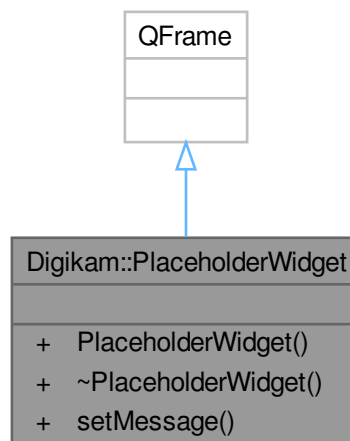 QFrame
Digikam::PlaceholderWidget
+ PlaceholderWidget()
+ ~PlaceholderWidget()
+ setMessage()